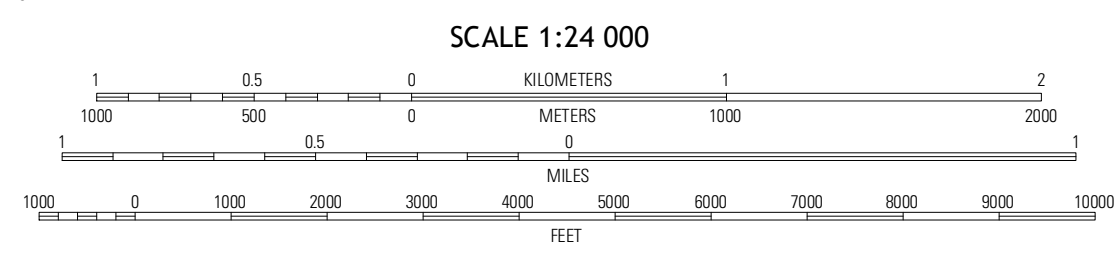 SCALE 1:24 000
1 0.5 0 KILOMETERS 1 2
1000 500 0 METERS 1000 2000
1 0.5 0 1
MILES
1000 0 1000 2000 3000 4000 5000 6000 7000 8000 9000 10000
FEET